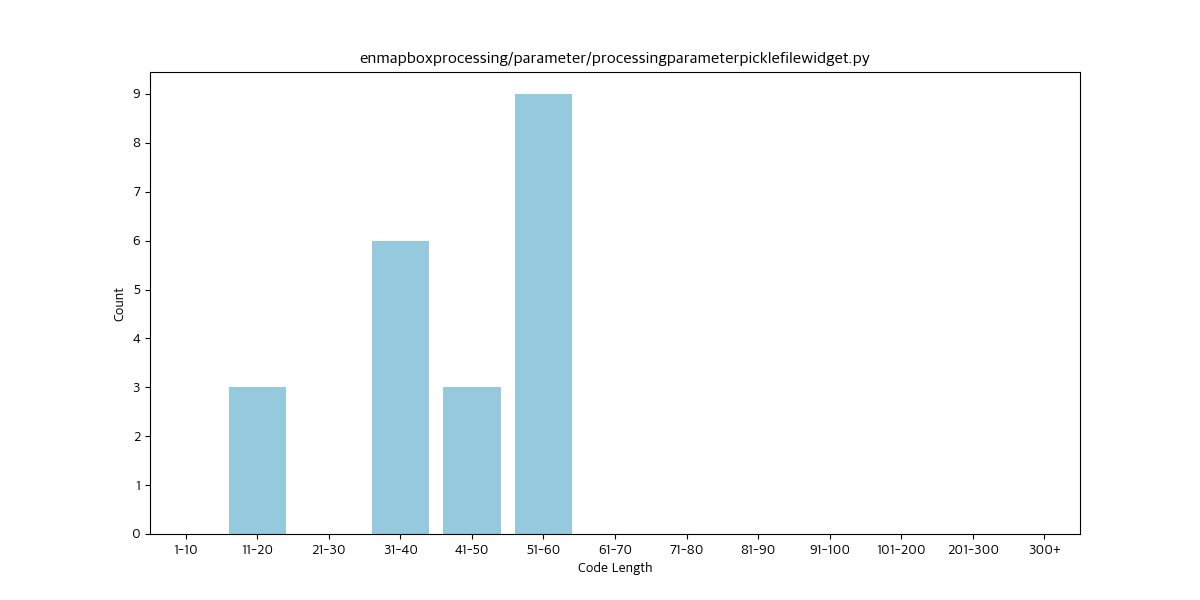 enmapboxprocessing/parameter/processingparameterpicklefilewidget.py
9
8
7
6
5
4
3
2
1
0
Count
1-10 11-20 21-30 31-40 41-50 51-60 61-70 71-80 81-90 91-100 101-200 201-300 300+
Code Length